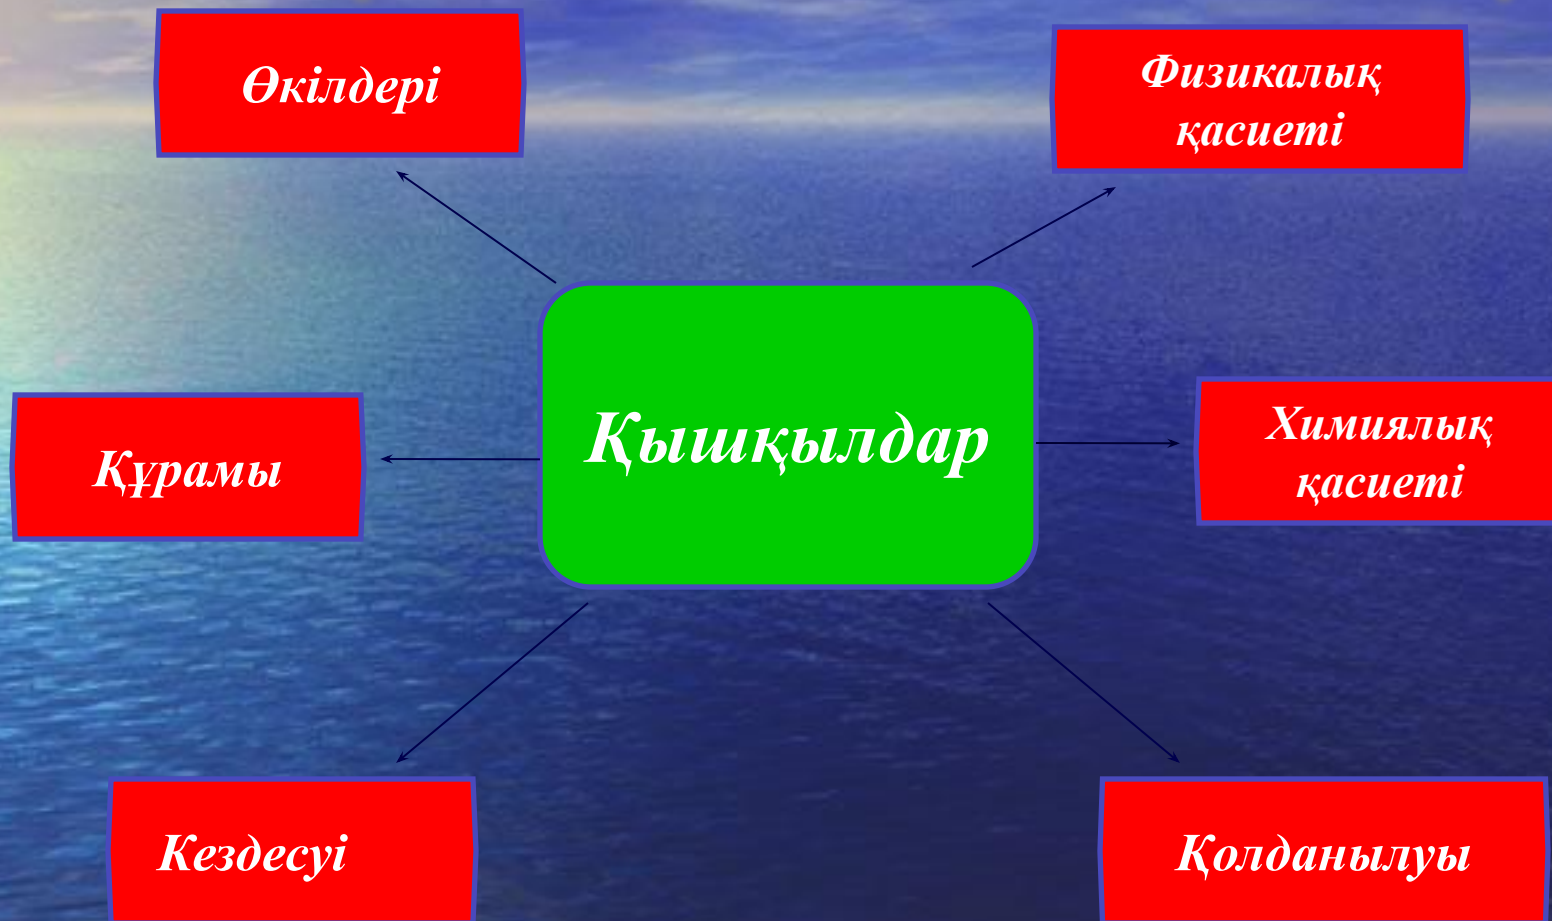 Өкілдері
Физикалық
қасиеті
Қышқылдар
Құрамы
Химиялық
қасиеті
Кездесуі
Қолданылуы